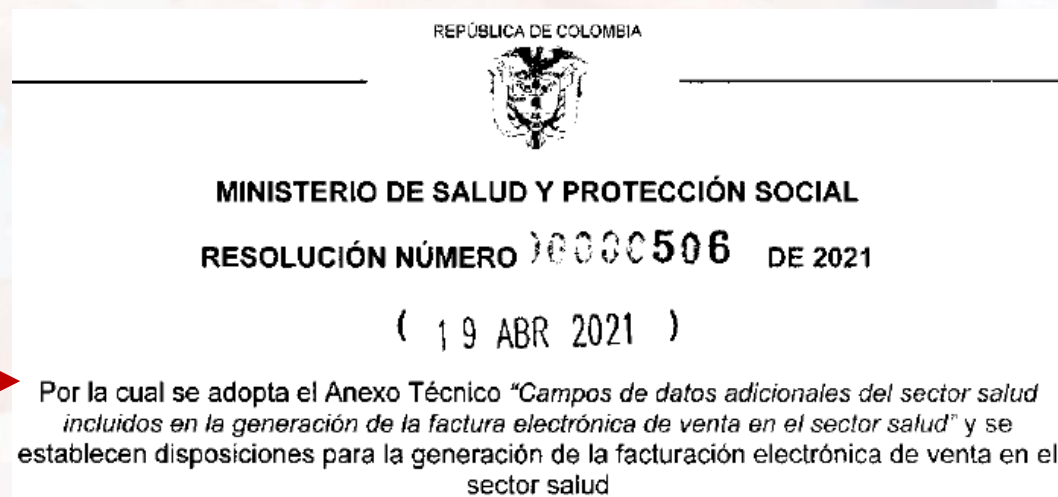 REPÚBLICA DE COLOMBIA
MINISTERIO DE SALUD Y PROTECCIÓN SOCIAL
RESOLUCIÓN NÚMERO 00000506 DE 2021
( 19 ABR 2021 )
Por la cual se adopta el Anexo Técnico "Campos de datos adicionales del sector salud
incluidos en la generación de la factura electrónica de venta en el sector salud" y se
establecen disposiciones para la generación de la facturación electrónica de venta en el
sector salud